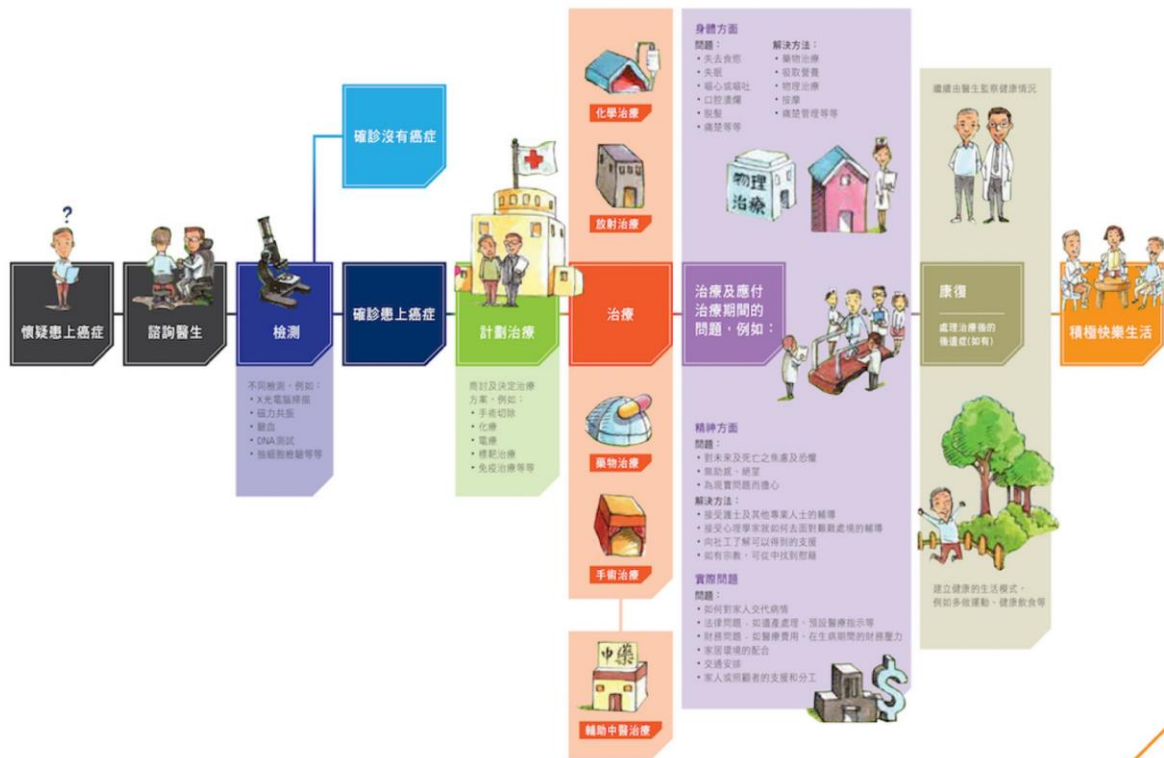 ?
懷疑患上癌症
諮詢醫生
檢測
不同檢測，例如：
• X光電腦掃描
• 磁力共振
• 驗血
• DNA測試
• 抽細胞檢驗等等
確診沒有癌症
確診患上癌症
計劃治療
商討及決定治療
方案，例如：
• 手術切除
• 化療
• 電療
• 標靶治療
• 免疫治療等等
化學治療
放射治療
治療
藥物治療
手術治療
中藥
輔助中醫治療
身體方面
問題：
• 失去食慾
• 失眠
• 嘔心或嘔吐
• 口腔潰爛
• 脫髮
• 痛楚等等
解決方法：
• 藥物治療
• 吸取營養
• 物理治療
• 按摩
• 痛楚管理等等
物理
治療
治療及應付
治療期間的
問題，例如：
精神方面
問題：
• 對未來及死亡之焦慮及恐懼
• 無助感、絕望
• 為現實問題而擔心
解決方法：
• 接受護士及其他專業人士的輔導
• 接受心理學家就如何去面對艱難處境的輔導
• 向社工了解可以得到的支援
• 如有宗教，可從中找到慰藉
實際問題
問題：
• 如何對家人交代病情
• 法律問題，如遺產處理、預設醫療指示等
• 財務問題，如醫療費用、在生病期間的財務壓力
• 家居環境的配合
• 交通安排
• 家人或照顧者的支援和分工
$
繼續由醫生監察健康情況
康復
處理治療後的
後遺症(如有)
建立健康的生活模式，
例如多做運動、健康飲食等
積極快樂生活